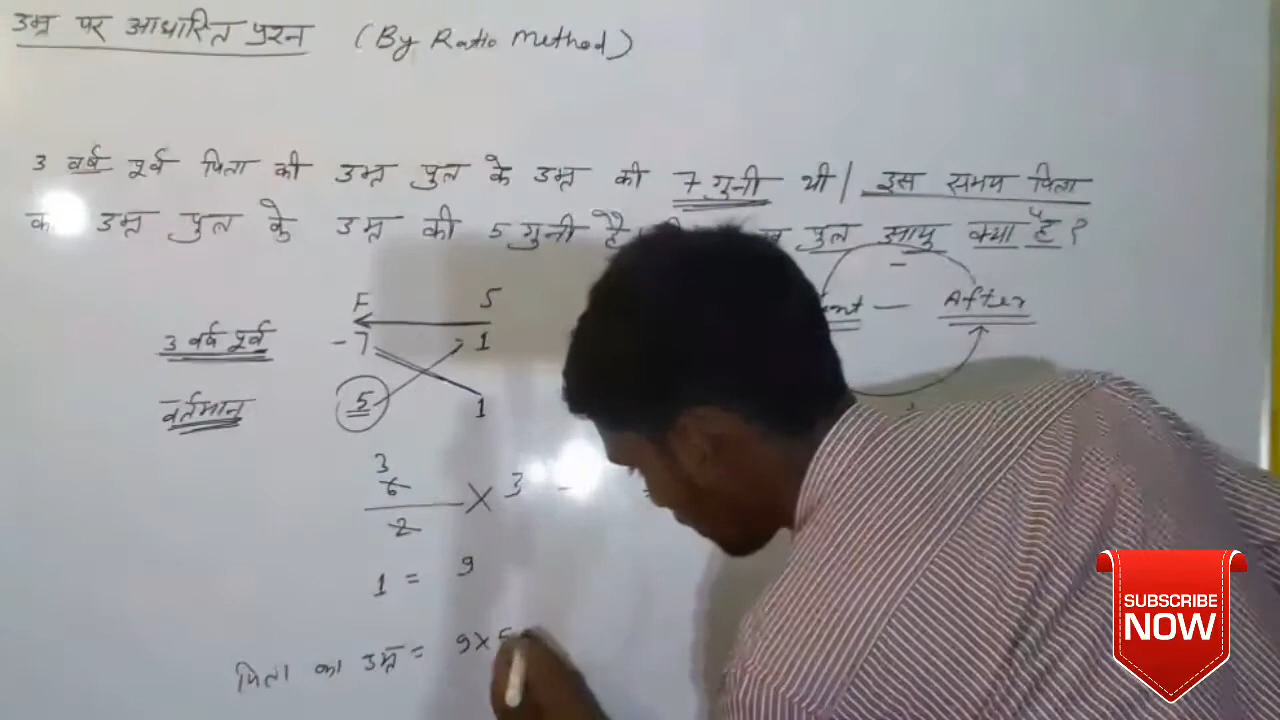 उम्र पर आधारित प्रश्न (By Ratio Method)
3 वर्ष पूर्व पिता की उम्र पुत्र के उम्र की 7 गुनी थी | इस समय पिता
उम्र पुत्र के उम्र की 5 गुनी है पुत्र आयु क्या है ?
F S
After
3 वर्ष पूर्व 7 1
वर्तमान 5 1
3
6 × 3
2
1 = 9
पिता का उम्र = 9×5
SUBSCRIBE
NOW